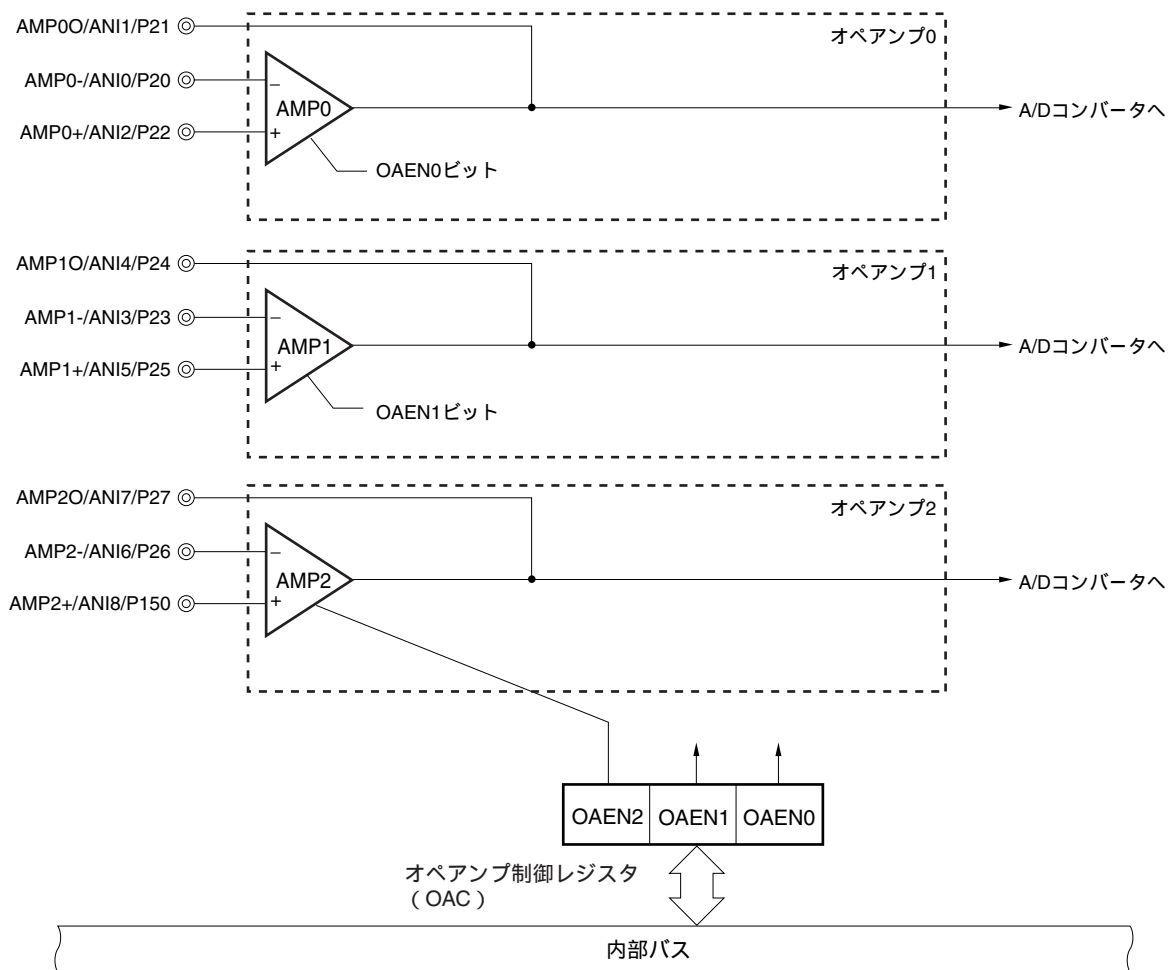 AMP0O/ANI1/P21
オペアンプ0
AMP0-/ANI0/P20
−
AMP0
A/Dコンバータへ
AMP0+/ANI2/P22
+
OAEN0ビット
AMP1O/ANI4/P24
オペアンプ1
AMP1-/ANI3/P23
−
AMP1
A/Dコンバータへ
AMP1+/ANI5/P25
+
OAEN1ビット
AMP2O/ANI7/P27
オペアンプ2
AMP2-/ANI6/P26
−
AMP2
A/Dコンバータへ
AMP2+/ANI8/P150
+
OAEN2 OAEN1 OAEN0
オペアンプ制御レジスタ
（OAC）
内部バス